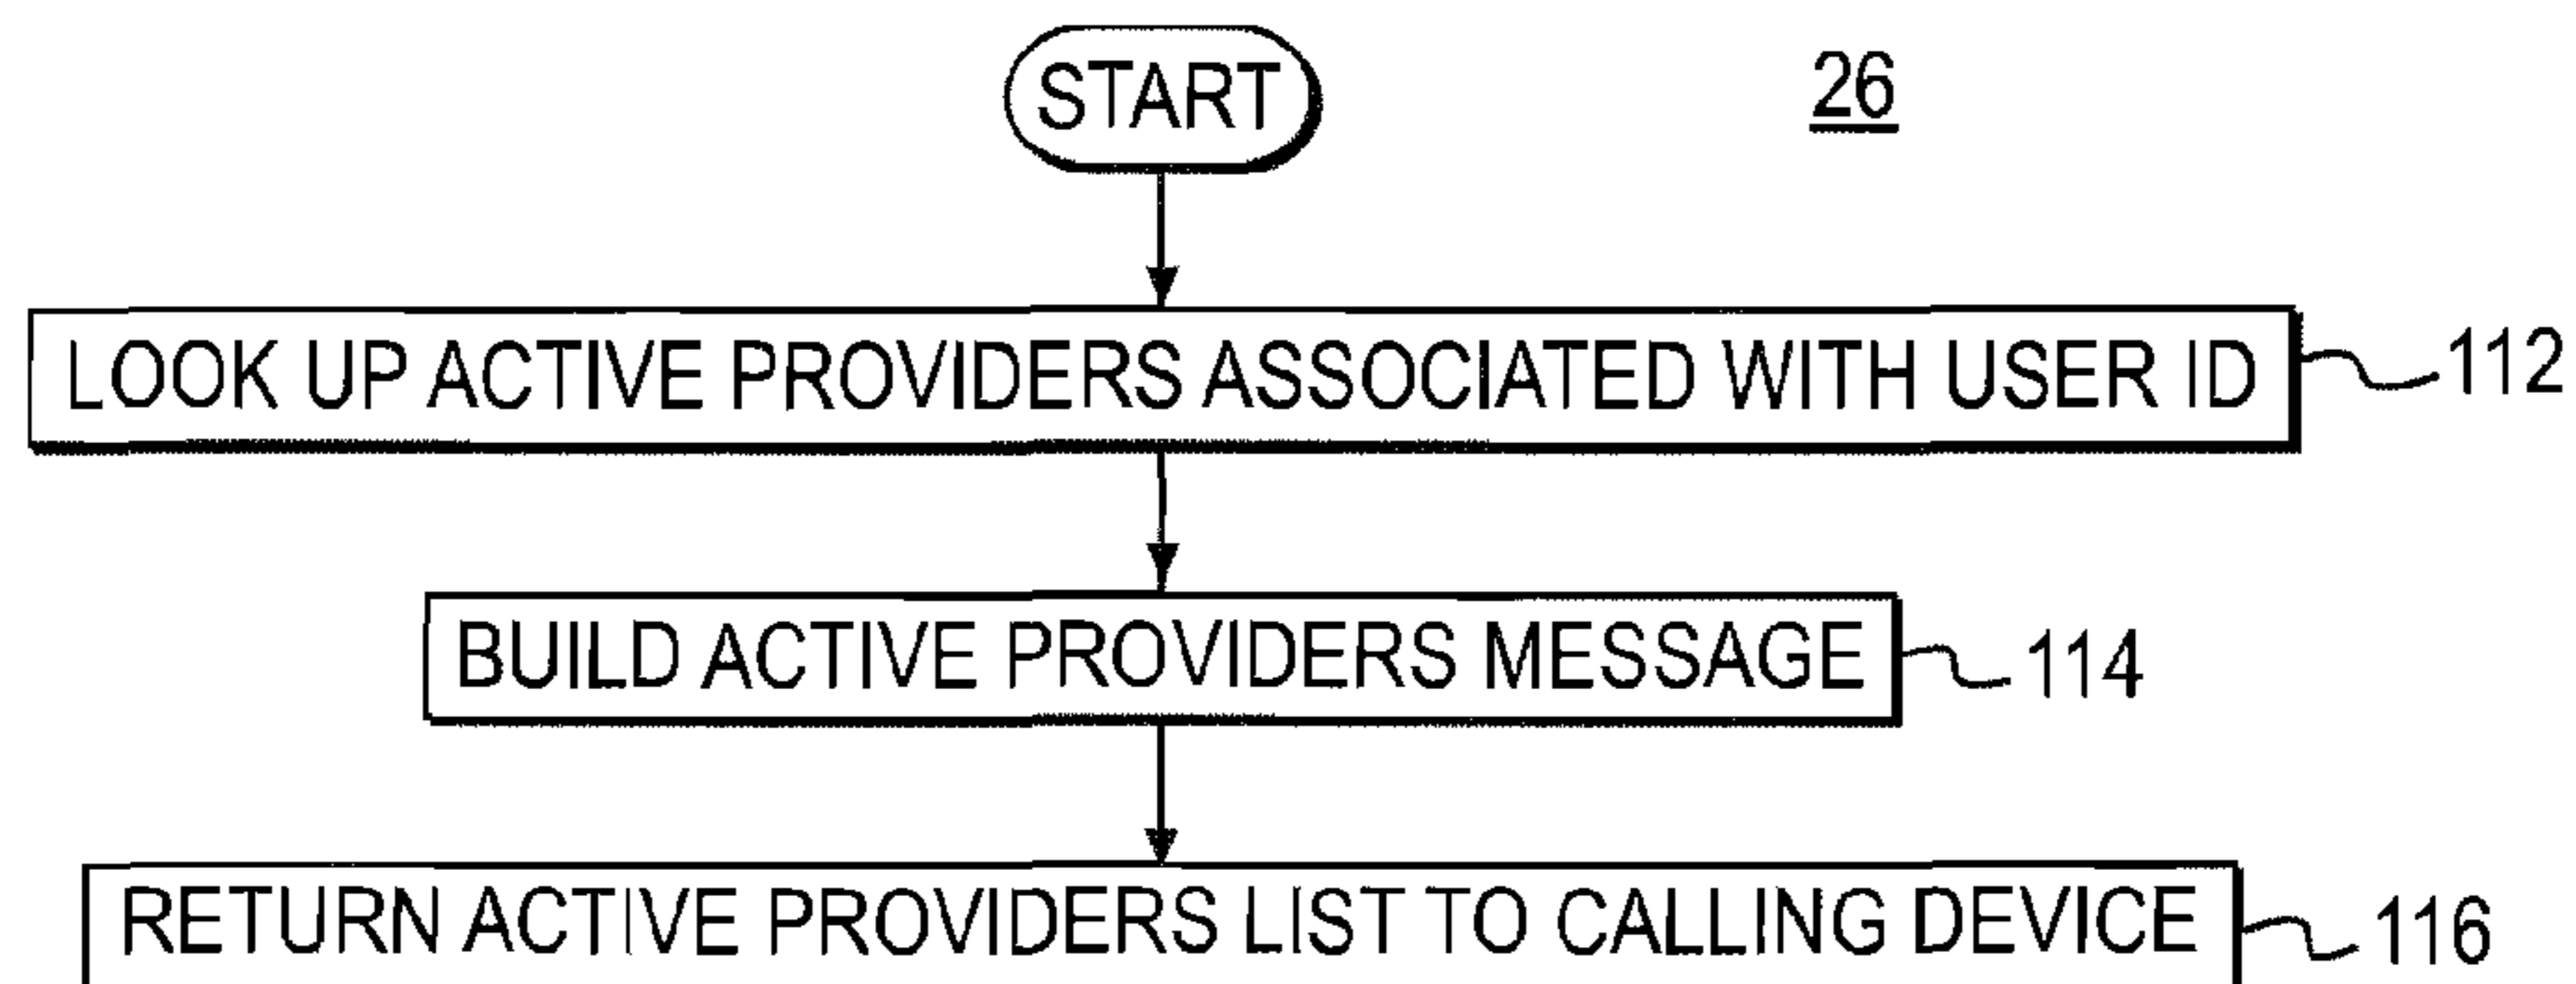 START
26
LOOK UP ACTIVE PROVIDERS ASSOCIATED WITH USER ID
112
BUILD ACTIVE PROVIDERS MESSAGE
114
RETURN ACTIVE PROVIDERS LIST TO CALLING DEVICE
116